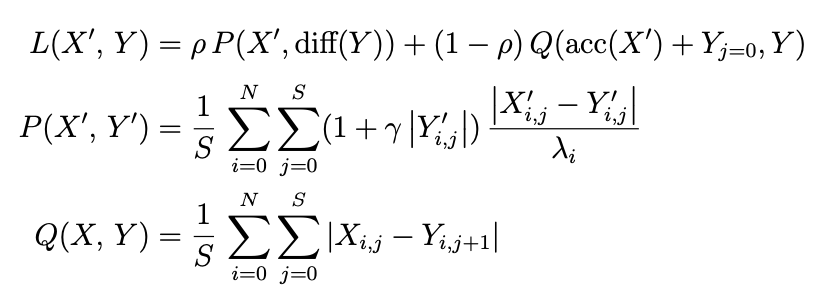 L(X′, Y) = ρ P(X′, diff(Y)) + (1 − ρ) Q(acc(X′) + Y_{j=0}, Y)
P(X′, Y′) = \frac{1}{S} \sum_{i=0}^{N} \sum_{j=0}^{S} (1 + γ |Y′_{i,j}|) \frac{|X′_{i,j} − Y′_{i,j}|}{λ_i}
Q(X, Y) = \frac{1}{S} \sum_{i=0}^{N} \sum_{j=0}^{S} |X_{i,j} − Y_{i,j+1}|